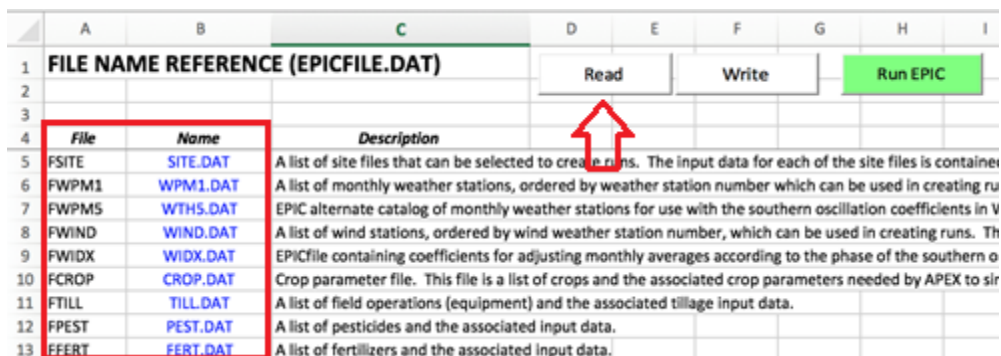 A B C D E F G H I
1 FILE NAME REFERENCE (EPICFILE.DAT) Read Write Run EPIC
2
3
4 File Name Description
5 FSITE SITE.DAT A list of site files that can be selected to create runs. The input data for each of the site files is
6 FWPM1 WPM1.DAT A list of monthly weather stations, ordered by weather station number which can be used in creating
7 FWPM5 WTH5.DAT EPIC alternate catalog of monthly weather stations for use with the southern oscillation coefficients in
8 FWIND WIND.DAT A list of wind stations, ordered by wind weather station number, which can be used in creating runs.
9 FWIDX WIDX.DAT EPICfile containing coefficients for adjusting monthly averages according to the phase of the southern
10 FCROP CROP.DAT Crop parameter file. This file is a list of crops and the associated crop parameters needed by APEX to
11 FTILL TILL.DAT A list of field operations (equipment) and the associated tillage input data.
12 FPEST PEST.DAT A list of pesticides and the associated input data.
13 FFERT FERT.DAT A list of fertilizers and the associated input data.